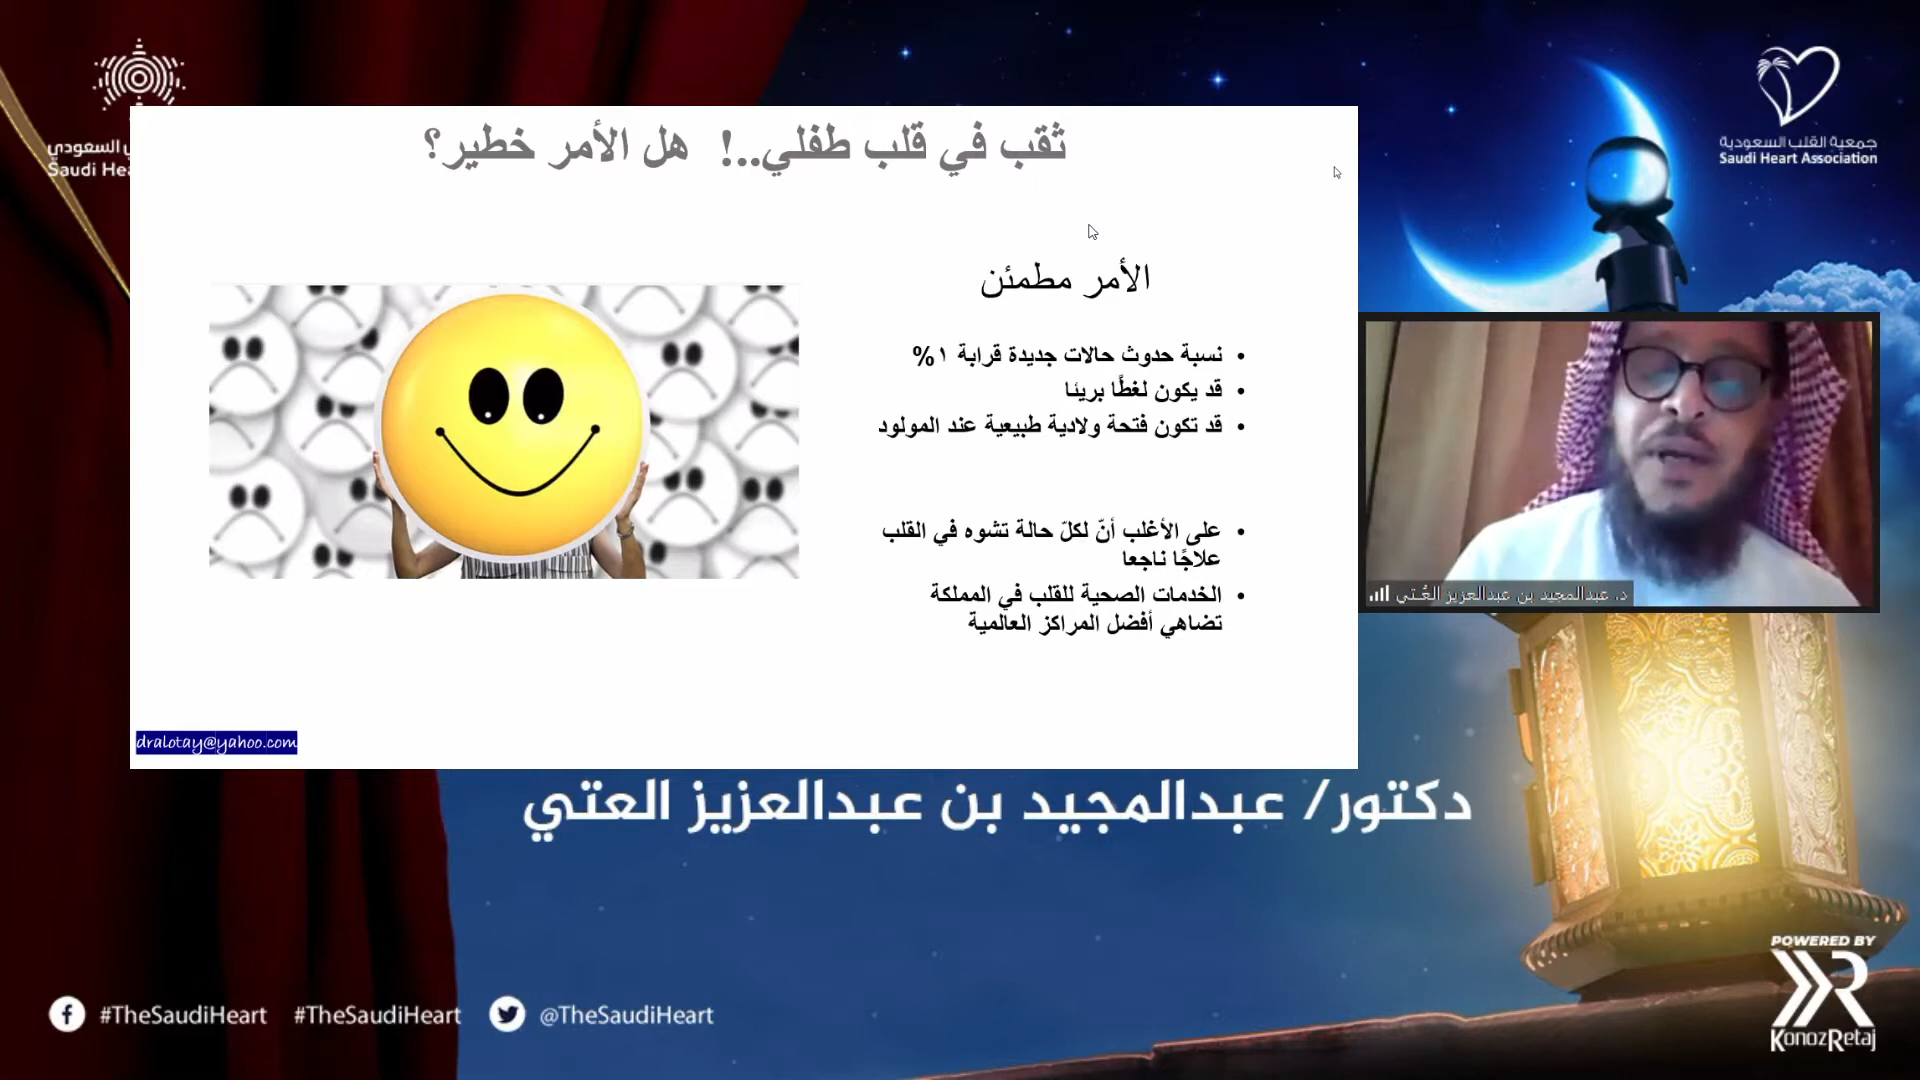 ي السعودي
Saudi Hea
جمعية القلب السعودية
Saudi Heart Association
ثقب في قلب طفلي..! هل الأمر خطير؟
الأمر مطمئن
• نسبة حدوث حالات جديدة قرابة ١%
• قد يكون لغطًا بريئا
• قد تكون فتحة ولادية طبيعية عند المولود
• على الأغلب أنّ لكلّ حالة تشوه في القلب
علاجًا ناجعا
• الخدمات الصحية للقلب في المملكة
تضاهي أفضل المراكز العالمية
د. عبدالمجيد بن عبدالعزيز العُـتي
dralotay@yahoo.com
دكتور/ عبدالمجيد بن عبدالعزيز العتي
#TheSaudiHeart #TheSaudiHeart @TheSaudiHeart
POWERED BY
KonozRetaj